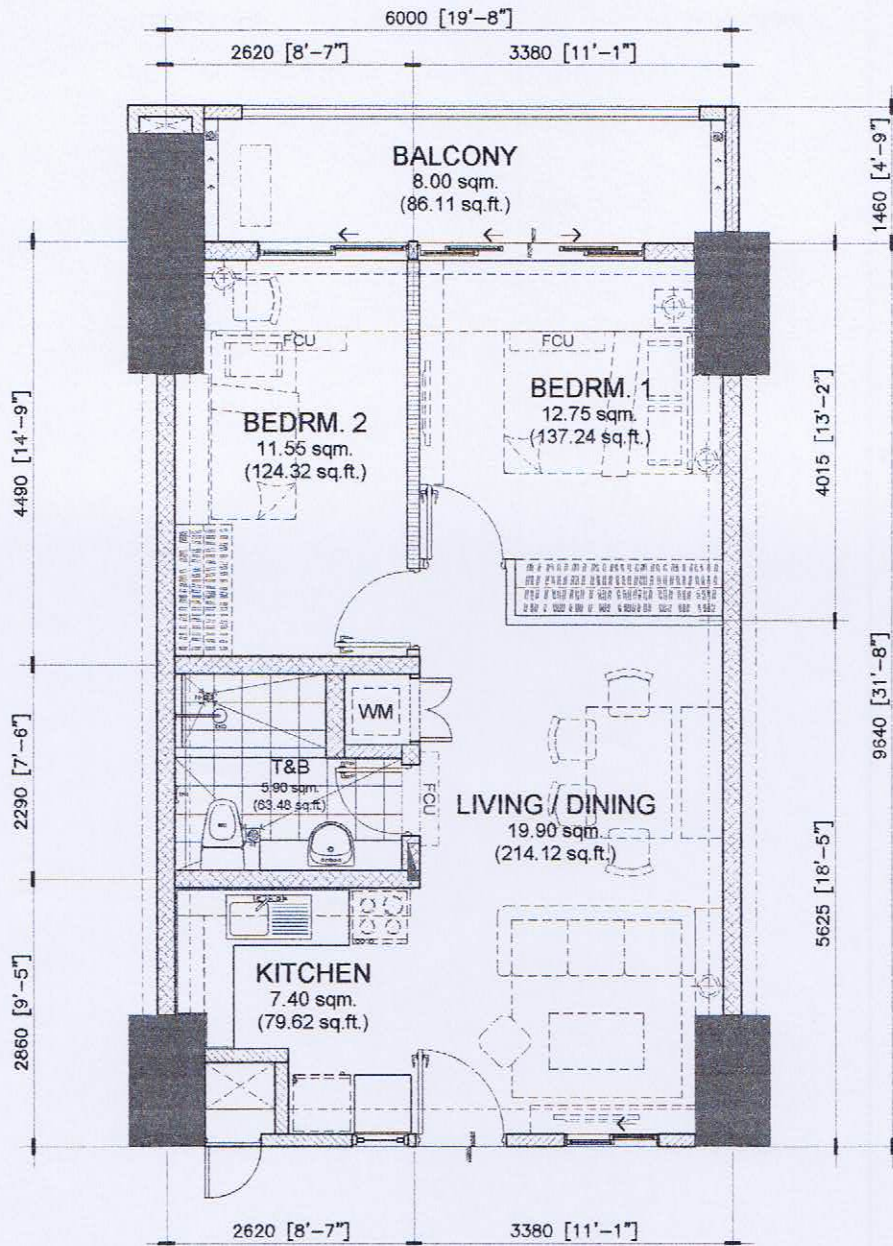 6000 [19'-8"]
2620 [8'-7"]
3380 [11'-1"]
BALCONY
8.00 sqm.
(86.11 sq.ft.)
1460 [4'-9"]
FCU
FCU
BEDRM. 2
11.55 sqm.
(124.32 sq.ft.)
BEDRM. 1
12.75 sqm.
(137.24 sq.ft.)
4490 [14'-9"]
4015 [13'-2"]
9640 [31'-8"]
WM
T&B
5.90 sqm.
(63.48 sq.ft)
FCU
2290 [7'-6"]
LIVING / DINING
19.90 sqm.
(214.12 sq.ft.)
5625 [18'-5"]
KITCHEN
7.40 sqm.
(79.62 sq.ft.)
2860 [9'-5"]
2620 [8'-7"]
3380 [11'-1"]